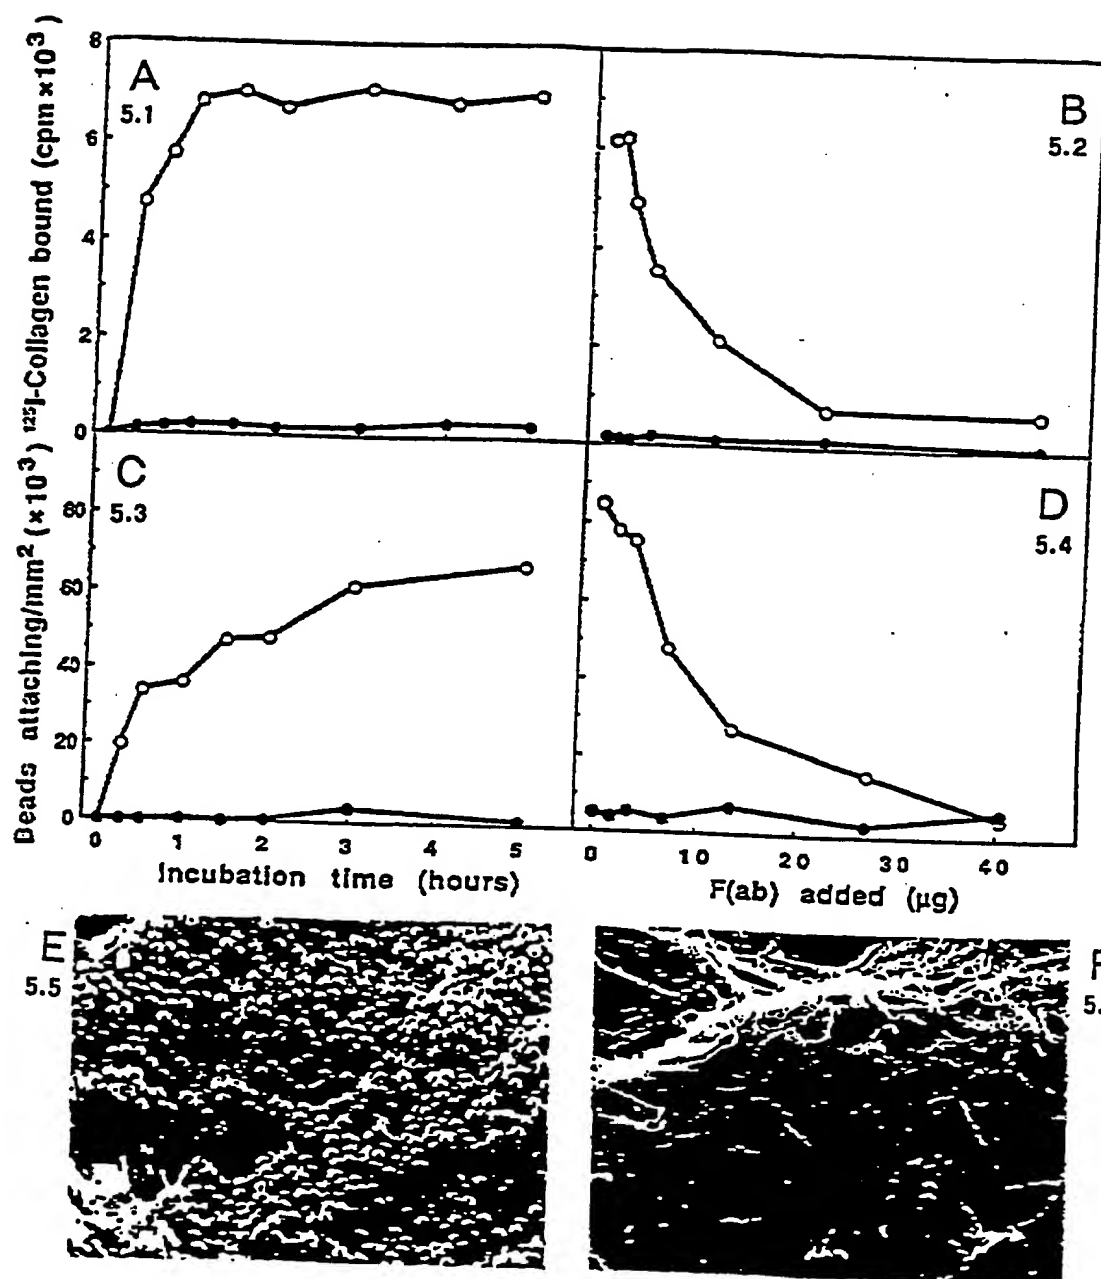 Beads attaching/mm² (×10³) ¹²⁵I-Collagen bound (cpm ×10³)
8
6
4
2
0
A
5.1
B
5.2
80
60
40
20
0
C
5.3
D
5.4
0 1 2 3 4 5
Incubation time (hours)
0 10 20 30 40
F(ab) added (µg)
E
5.5
F
5.